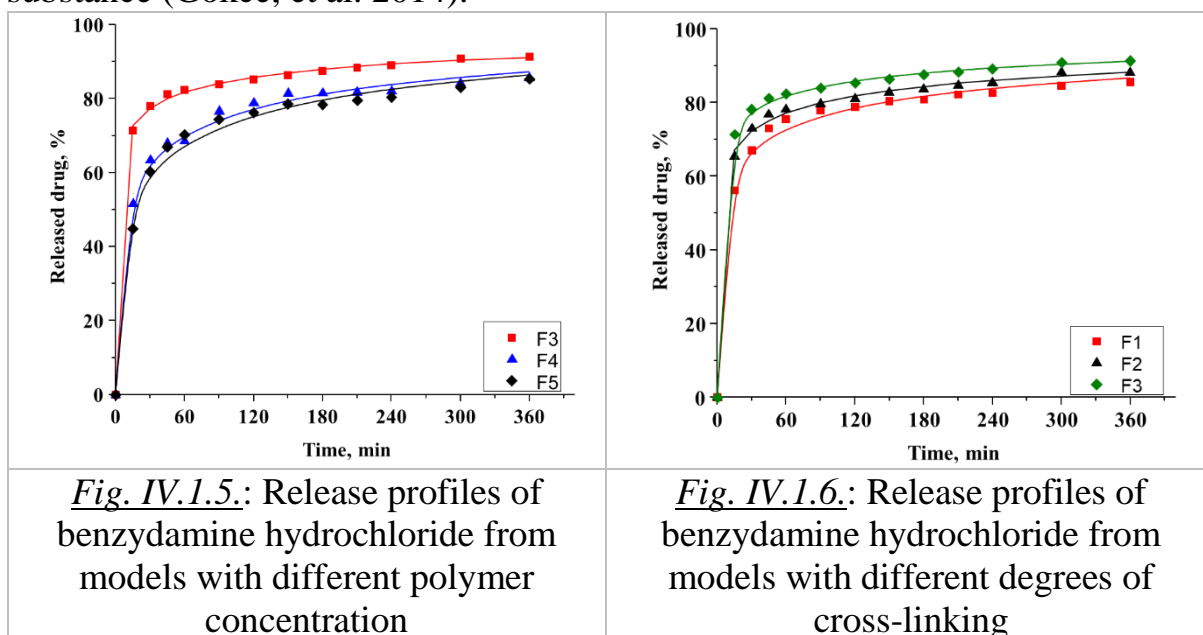 substance (Gökçe, et al. 2014).
100
80
60
40
20
0
Released drug, %
F3
F4
F5
0 60 120 180 240 300 360
Time, min
100
80
60
40
20
0
Released drug, %
F1
F2
F3
0 60 120 180 240 300 360
Time, min
Fig. IV.1.5.: Release profiles of
benzydamine hydrochloride from
models with different polymer
concentration
Fig. IV.1.6.: Release profiles of
benzydamine hydrochloride from
models with different degrees of
cross-linking